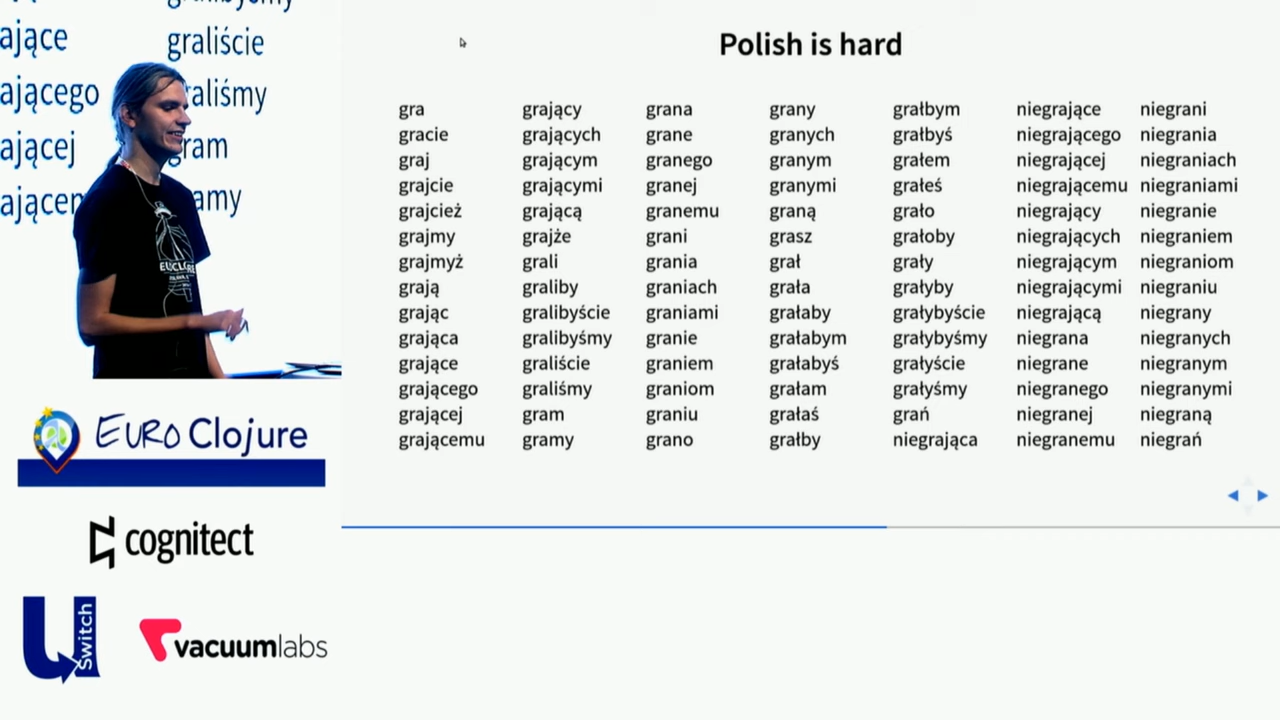 ające graliście
ającego raliśmy
ającej gram
ającem amy
EUROCLOJURE
EURO Clojure
cognitect
U Switch
vacuumlabs
Polish is hard
gra grający grana grany grałbym niegrające niegrani
gracie grających grane granych grałbyś niegrającego niegrania
graj grającym granego granym grałem niegrającej niegraniach
grajcie grającymi granej granymi grałeś niegrającemu niegraniami
grajcież grającą granemu graną grało niegrający niegranie
grajmy grajże grani grasz grałoby niegrających niegraniem
grajmyż grali grania grał grały niegrającym niegraniom
grają graliby graniach grała grałyby niegrającymi niegraniu
grając gralibyście graniami grałaby grałybyście niegrającą niegrany
grająca gralibyśmy granie grałabym grałybyśmy niegrana niegranych
grające graliście graniem grałabyś grałyście niegrane niegranym
grającego graliśmy graniom grałam grałyśmy niegranego niegranymi
grającej gram graniu grałaś grań niegranej niegraną
grającemu gramy grano grałby niegrająca niegranemu niegrań